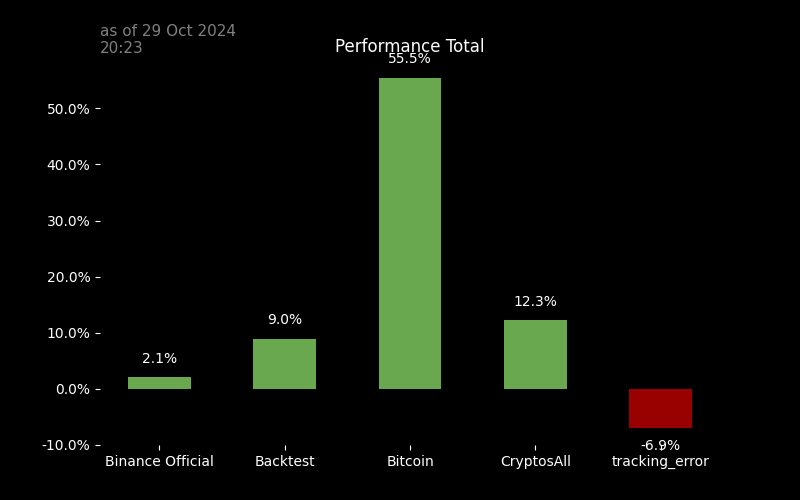 as of 29 Oct 2024
20:23
Performance Total
55.5%
50.0%
40.0%
30.0%
20.0%
12.3%
9.0%
10.0%
2.1%
0.0%
-10.0%
-6.9%
Binance Official
Backtest
Bitcoin
CryptosAll
tracking_error